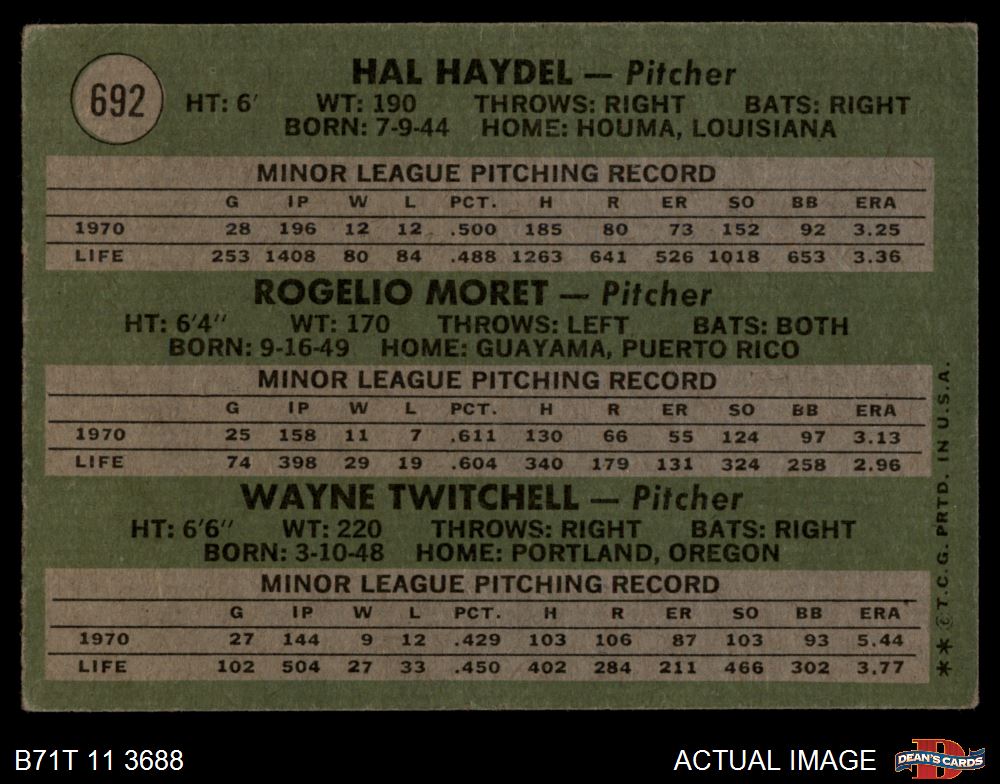 692
HAL HAYDEL — Pitcher
HT: 6' WT: 190 THROWS: RIGHT BATS: RIGHT
BORN: 7-9-44 HOME: HOUMA, LOUISIANA
MINOR LEAGUE PITCHING RECORD
G IP W L PCT. H R ER SO BB ERA
1970 28 196 12 12 .500 185 80 73 152 92 3.25
LIFE 253 1408 80 84 .488 1263 641 526 1018 653 3.36
ROGELIO MORET — Pitcher
HT: 6'4" WT: 170 THROWS: LEFT BATS: BOTH
BORN: 9-16-49 HOME: GUAYAMA, PUERTO RICO
MINOR LEAGUE PITCHING RECORD
G IP W L PCT. H R ER SO BB ERA
1970 25 158 11 7 .611 130 66 55 124 97 3.13
LIFE 74 398 29 19 .604 340 179 131 324 258 2.96
WAYNE TWITCHELL — Pitcher
HT: 6'6" WT: 220 THROWS: RIGHT BATS: RIGHT
BORN: 3-10-48 HOME: PORTLAND, OREGON
MINOR LEAGUE PITCHING RECORD
G IP W L PCT. H R ER SO BB ERA
1970 27 144 9 12 .429 103 106 87 103 93 5.44
LIFE 102 504 27 33 .450 402 284 211 466 302 3.77
** © T.C.G. PRTD. IN U.S.A.
B71T 11 3688
ACTUAL IMAGE
D
DEAN'S CARDS